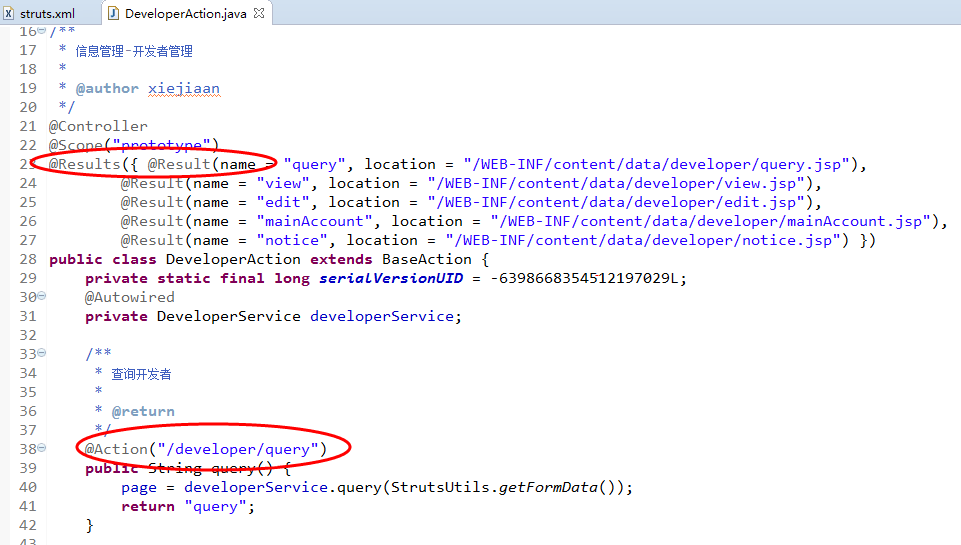 struts.xml DeveloperAction.java
16 /**
17 * 信息管理-开发者管理
18 *
19 * @author xiejiaan
20 */
21 @Controller
22 @Scope("prototype")
23 @Results({ @Result(name = "query", location = "/WEB-INF/content/data/developer/query.jsp"),
24 @Result(name = "view", location = "/WEB-INF/content/data/developer/view.jsp"),
25 @Result(name = "edit", location = "/WEB-INF/content/data/developer/edit.jsp"),
26 @Result(name = "mainAccount", location = "/WEB-INF/content/data/developer/mainAccount.jsp"),
27 @Result(name = "notice", location = "/WEB-INF/content/data/developer/notice.jsp") })
28 public class DeveloperAction extends BaseAction {
29 private static final long serialVersionUID = -6398668354512197029L;
30 @Autowired
31 private DeveloperService developerService;
32
33 /**
34 * 查询开发者
35 *
36 * @return
37 */
38 @Action("/developer/query")
39 public String query() {
40 page = developerService.query(StrutsUtils.getFormData());
41 return "query";
42 }
43